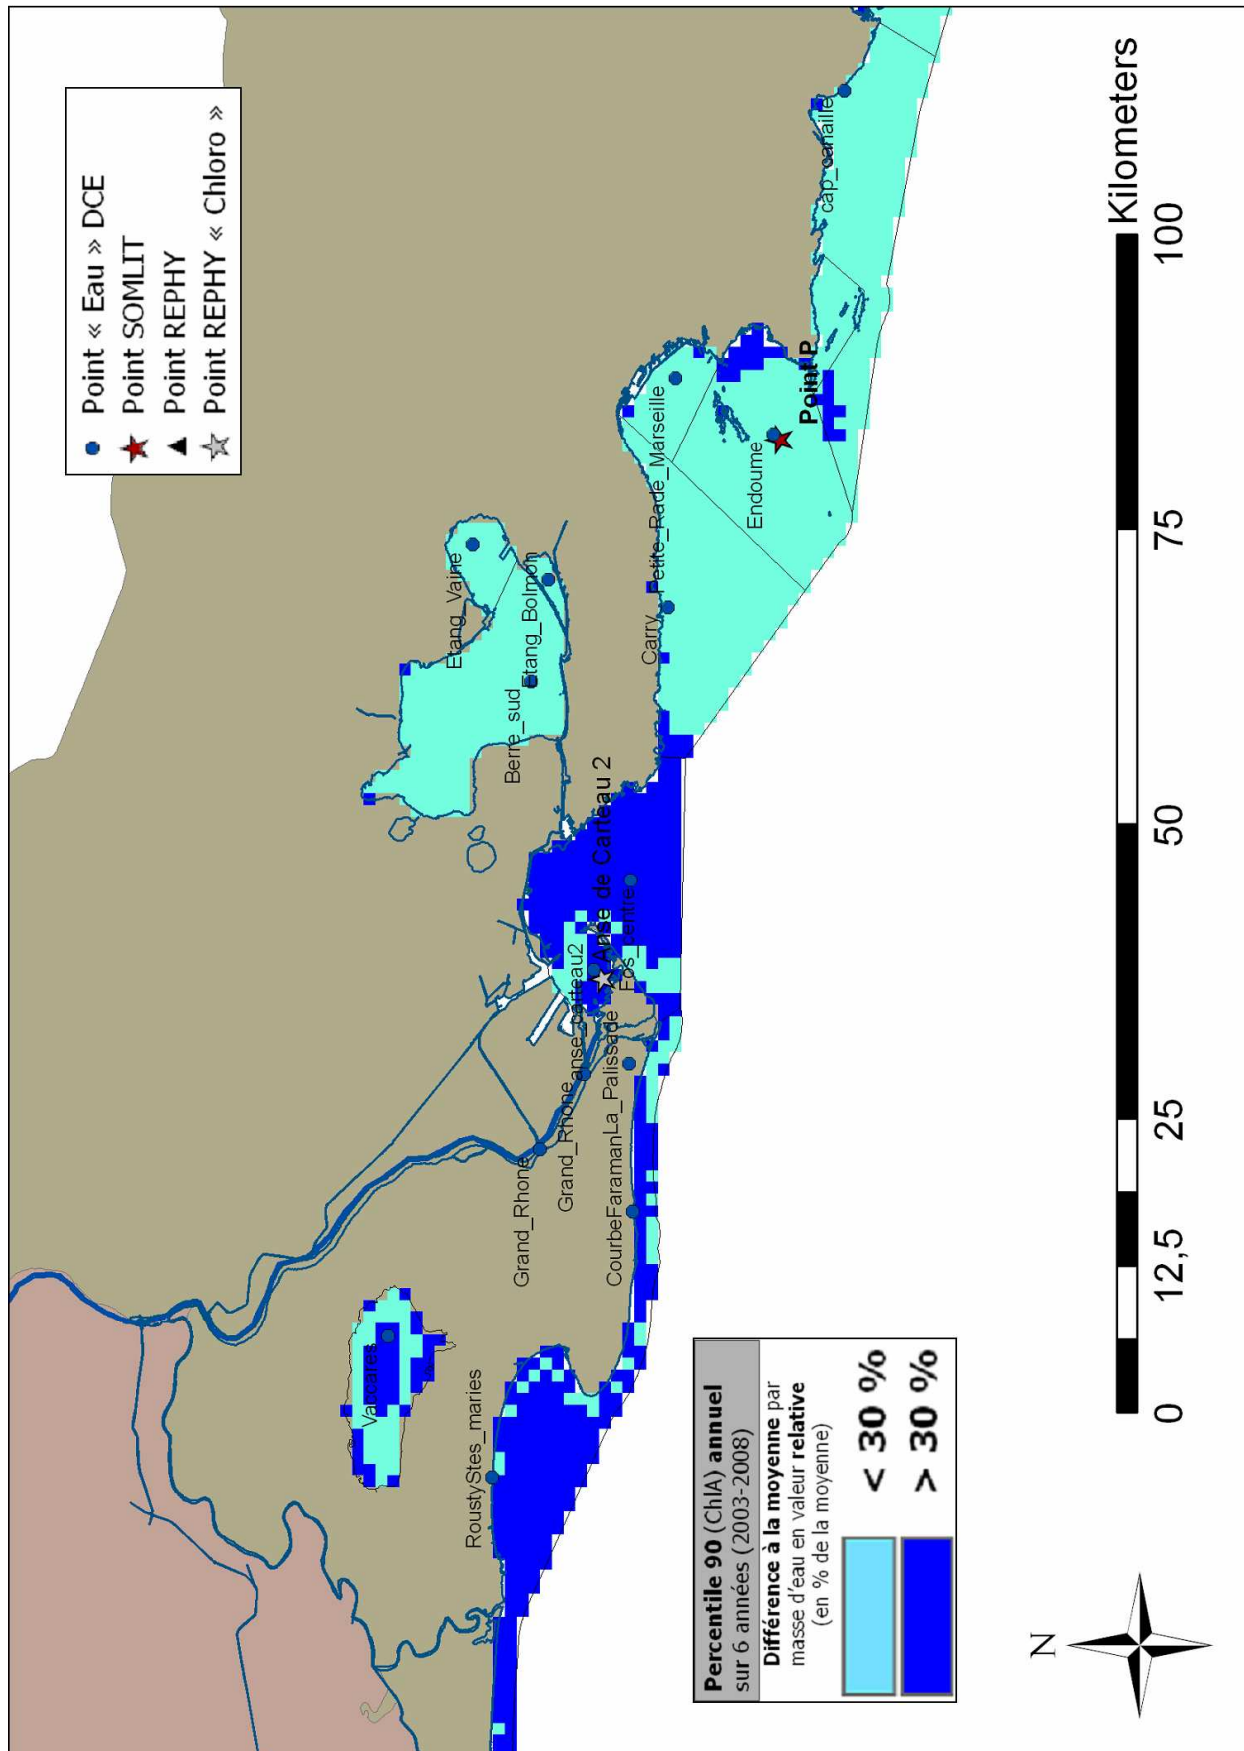 Point « Eau » DCE
Point SOMLIT
Point REPHY
Point REPHY « Chloro »
Etang_Vaine
Etang_Bolmon
Berre_sud
Vaccares
RoustyStes_maries
Grand_Rhone
Grand_Rhone
anse_carteau2
Anse de Carteau 2
Fos_centre
CourbeFaraman
La_Palissade
Carry
Petite_Rade_Marseille
Endoume
Point P
cap_canaille
Percentile 90 (ChlA) annuel
sur 6 années (2003-2008)
Différence à la moyenne par
masse d'eau en valeur relative
(en % de la moyenne)
< 30 %
> 30 %
N
0 12,5 25 50 75 100
Kilometers